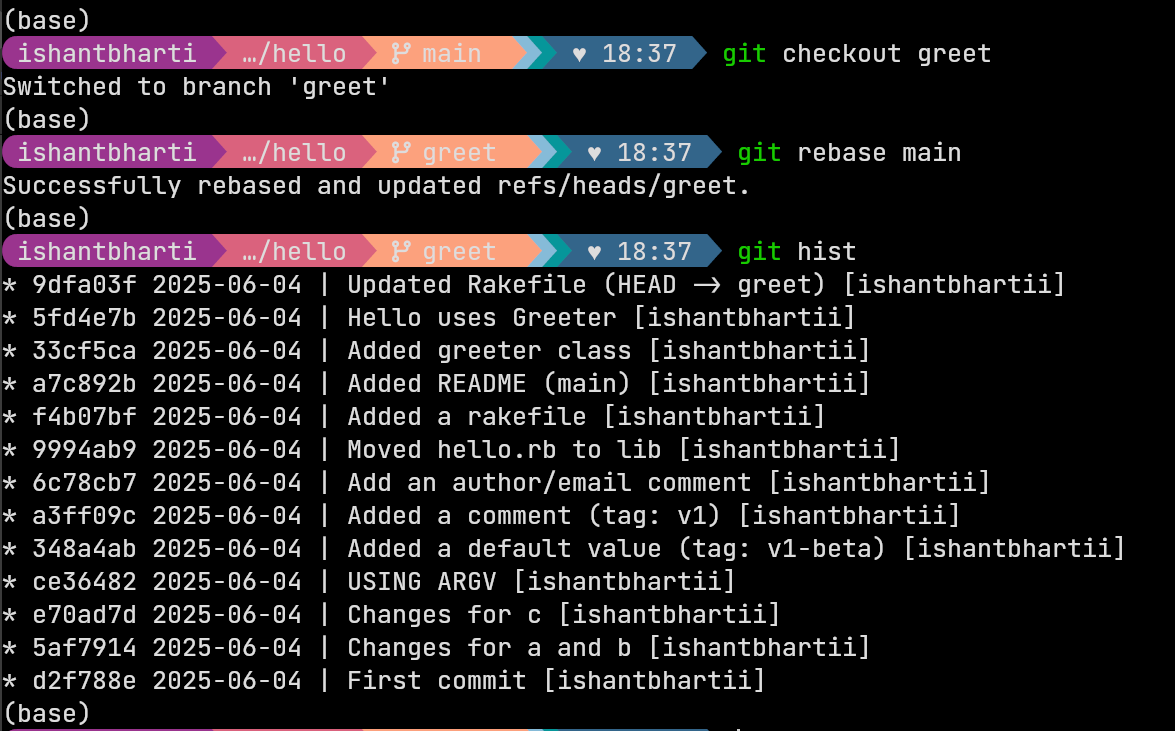 (base)
ishantbharti …/hello main ♥ 18:37 git checkout greet
Switched to branch 'greet'
(base)
ishantbharti …/hello greet ♥ 18:37 git rebase main
Successfully rebased and updated refs/heads/greet.
(base)
ishantbharti …/hello greet ♥ 18:37 git hist
* 9dfa03f 2025-06-04 | Updated Rakefile (HEAD -> greet) [ishantbhartii]
* 5fd4e7b 2025-06-04 | Hello uses Greeter [ishantbhartii]
* 33cf5ca 2025-06-04 | Added greeter class [ishantbhartii]
* a7c892b 2025-06-04 | Added README (main) [ishantbhartii]
* f4b07bf 2025-06-04 | Added a rakefile [ishantbhartii]
* 9994ab9 2025-06-04 | Moved hello.rb to lib [ishantbhartii]
* 6c78cb7 2025-06-04 | Add an author/email comment [ishantbhartii]
* a3ff09c 2025-06-04 | Added a comment (tag: v1) [ishantbhartii]
* 348a4ab 2025-06-04 | Added a default value (tag: v1-beta) [ishantbhartii]
* ce36482 2025-06-04 | USING ARGV [ishantbhartii]
* e70ad7d 2025-06-04 | Changes for c [ishantbhartii]
* 5af7914 2025-06-04 | Changes for a and b [ishantbhartii]
* d2f788e 2025-06-04 | First commit [ishantbhartii]
(base)